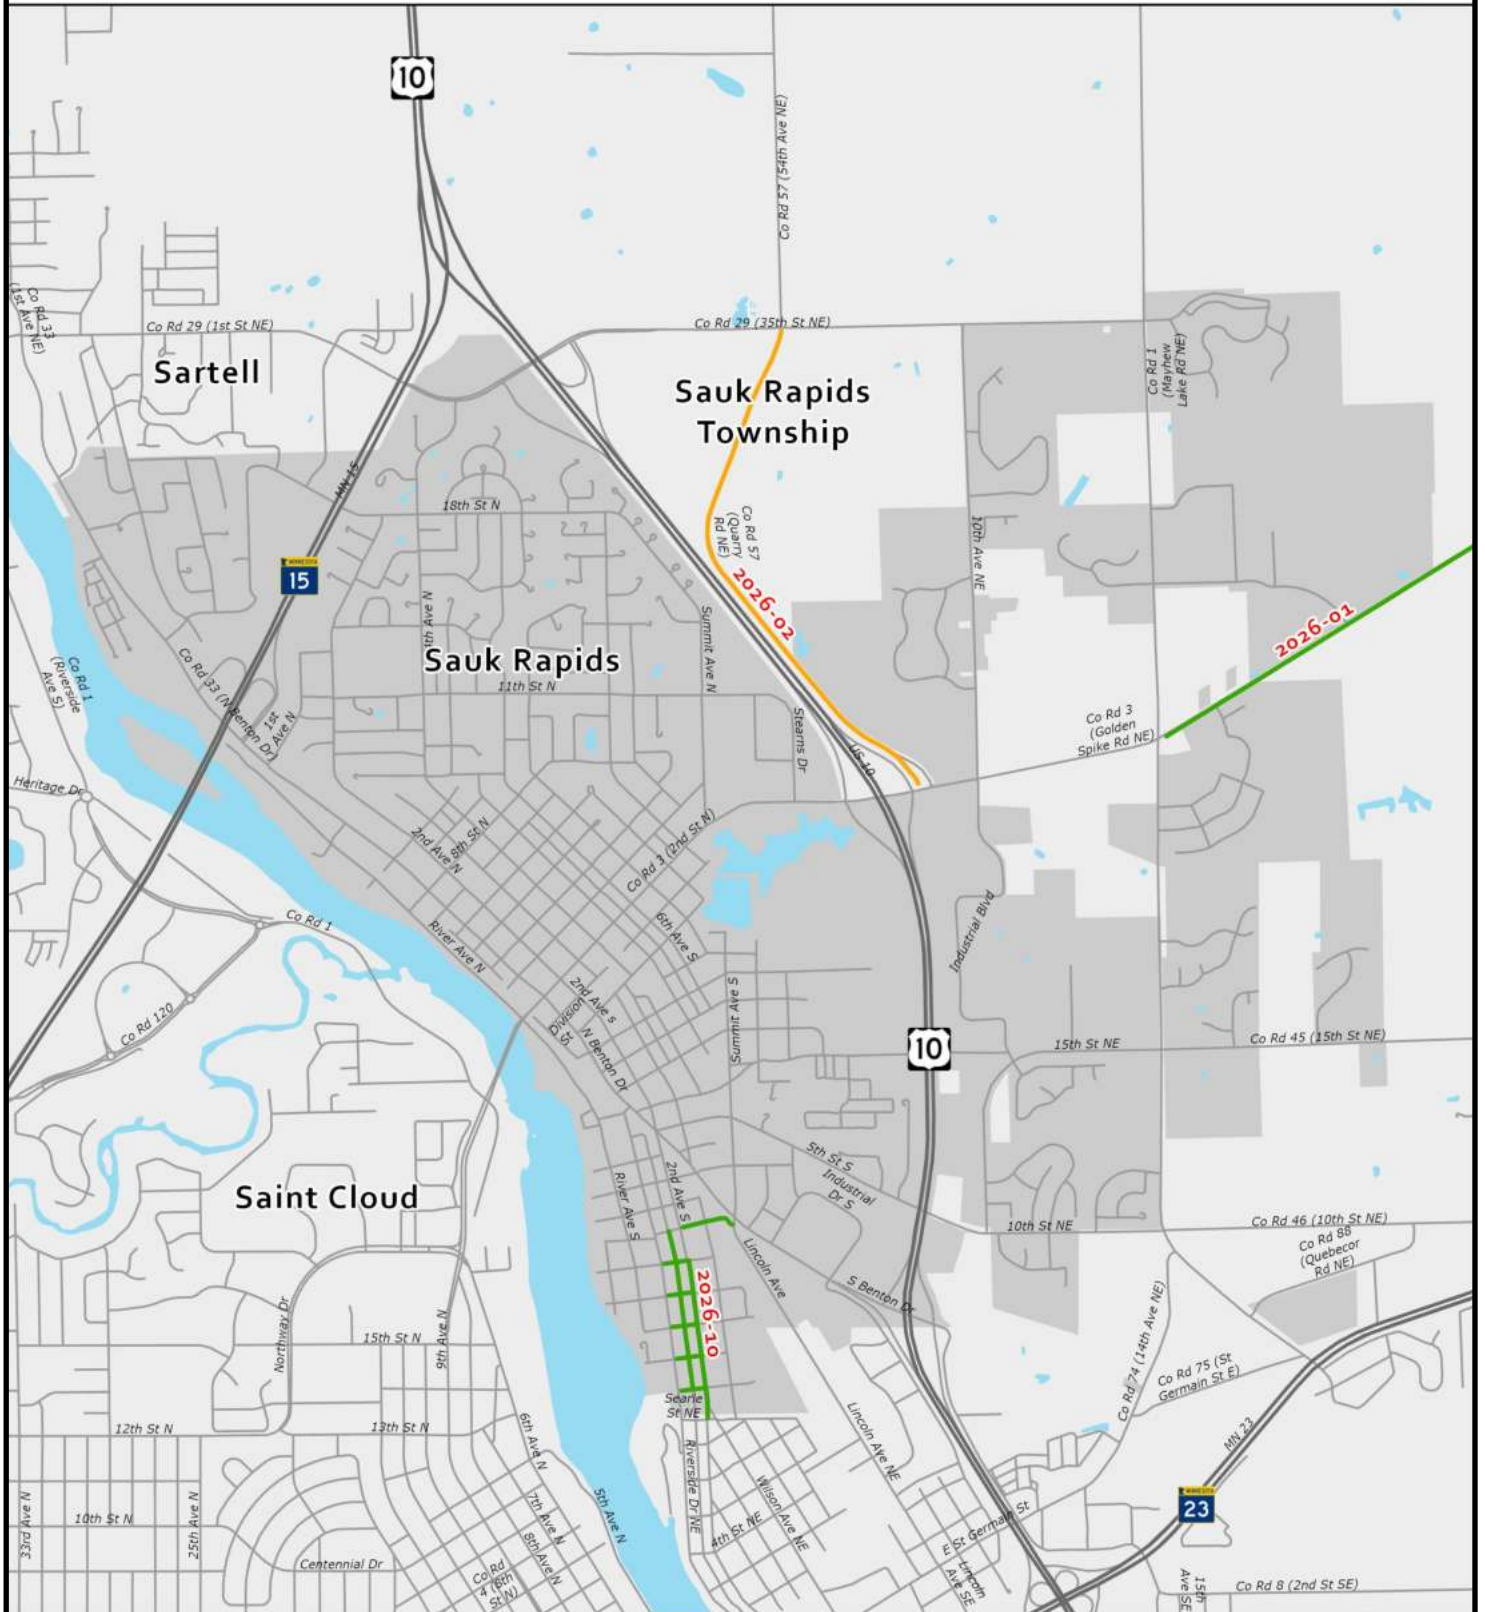 10
Co Rd 57 (54th Ave NE)
Co Rd 33
(1st Ave NE)
Co Rd 29 (1st St NE)
Co Rd 29 (35th St NE)
Sartell
Sauk Rapids
Township
Co Rd 1
(Mayhew
Lake Rd NE)
MN 15
18th St N
Co Rd 57
(Quarry
Rd NE)
10th Ave NE
MINNESOTA
15
2026-02
2026-01
Summit Ave N
Sauk Rapids
11th St N
Co Rd 1
(Riverside
Ave S)
Co Rd 33 (N Benton Dr)
1st
Ave N
Stearns Dr
US 10
Co Rd 3
(Golden
Spike Rd NE)
Heritage Dr
2nd Ave N
8th St N
Co Rd 3 (2nd St N)
Co Rd 1
River Ave N
6th Ave S
Industrial Blvd
Co Rd 120
2nd Ave s
Division
St
N Benton Dr
Summit Ave S
10
15th St NE
Co Rd 45 (15th St NE)
Saint Cloud
River Ave S
2nd Ave S
5th St S
Industrial
Dr S
10th St NE
Co Rd 46 (10th St NE)
Co Rd 88
(Quebecor
Rd NE)
Lincoln Ave
S Benton Dr
2026-10
Northway Dr
15th St N
9th Ave N
Co Rd 74 (14th Ave NE)
Co Rd 75 (St
Germain St E)
Searle
St NE
12th St N
13th St N
6th Ave N
Lincoln Ave NE
MN 23
MINNESOTA
23
33rd Ave N
10th St N
25th Ave N
7th Ave N
5th Ave N
Riverside Dr NE
Wilson Ave NE
4th St NE
E St Germain St
Centennial Dr
8th Ave N
Co Rd
4 (8th
St N)
Lincoln
Ave SE
15th
Ave SE
Co Rd 8 (2nd St SE)